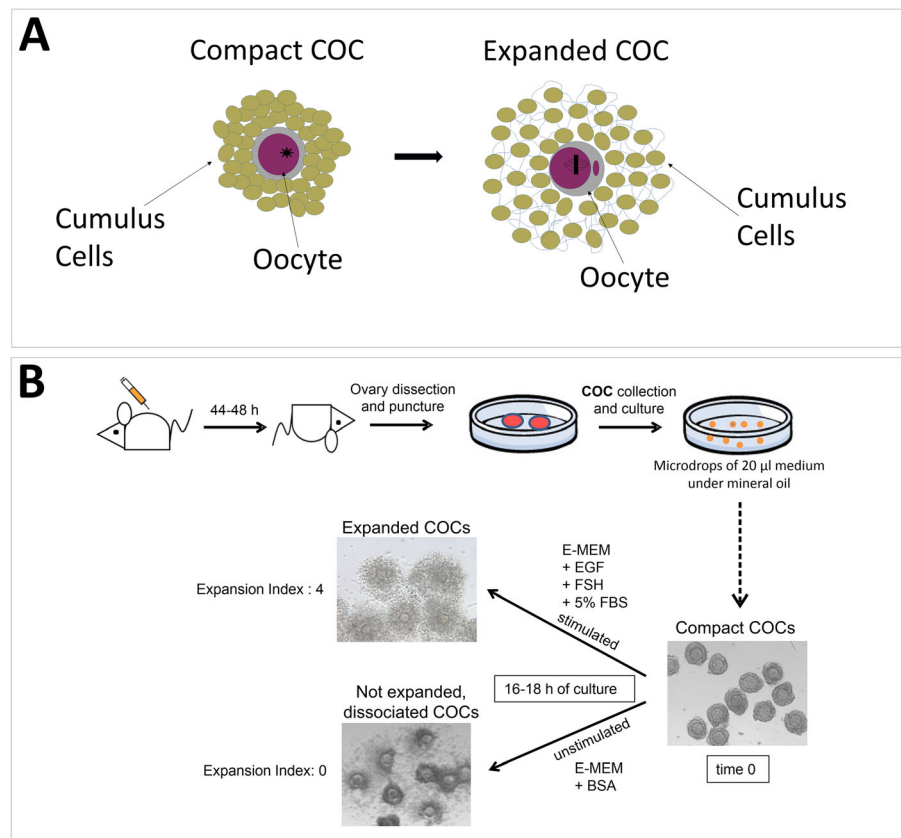 A
Compact COC
Expanded COC
Cumulus
Cells
Oocyte
Cumulus
Cells
Oocyte
B
44-48 h
Ovary dissection
and puncture
COC collection
and culture
Microdrops of 20 µl medium
under mineral oil
Expanded COCs
Expansion Index : 4
E-MEM
+ EGF
+ FSH
+ 5% FBS
stimulated
Compact COCs
16-18 h of culture
Not expanded,
dissociated COCs
unstimulated
Expansion Index: 0
E-MEM
+ BSA
time 0